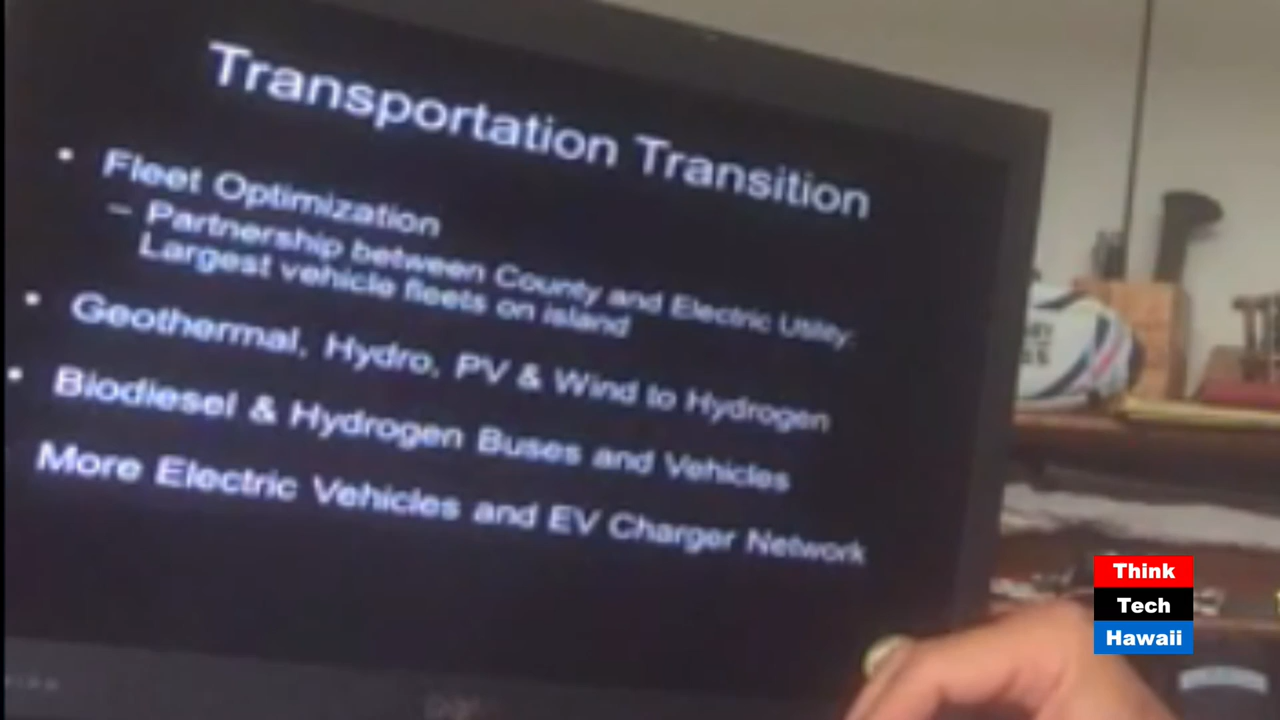 Transportation Transition
• Fleet Optimization
– Partnership between County and Electric Utility:
Largest vehicle fleets on island
• Geothermal, Hydro, PV & Wind to Hydrogen
• Biodiesel & Hydrogen Buses and Vehicles
More Electric Vehicles and EV Charger Network
Think
Tech
Hawaii